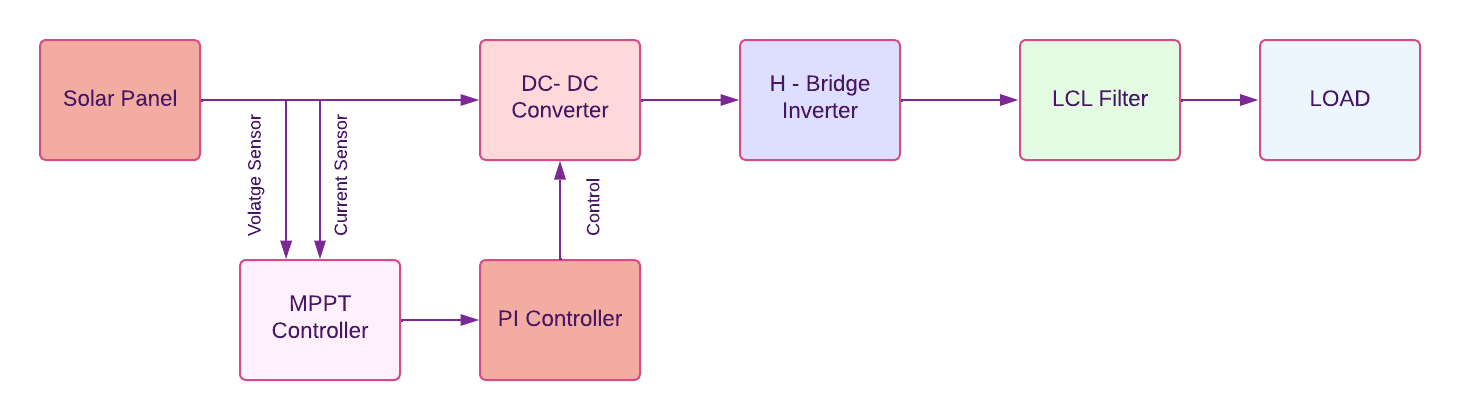 Solar Panel
DC- DC
Converter
H - Bridge
Inverter
LCL Filter
LOAD
Volatge Sensor
Current Sensor
Control
MPPT
Controller
PI Controller